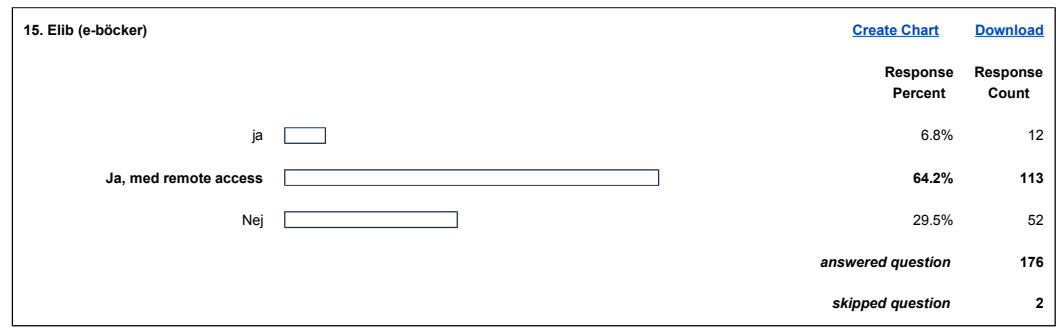 15. Elib (e-böcker) Create Chart Download
Response Percent Response Count
ja 6.8% 12
Ja, med remote access 64.2% 113
Nej 29.5% 52
answered question 176
skipped question 2